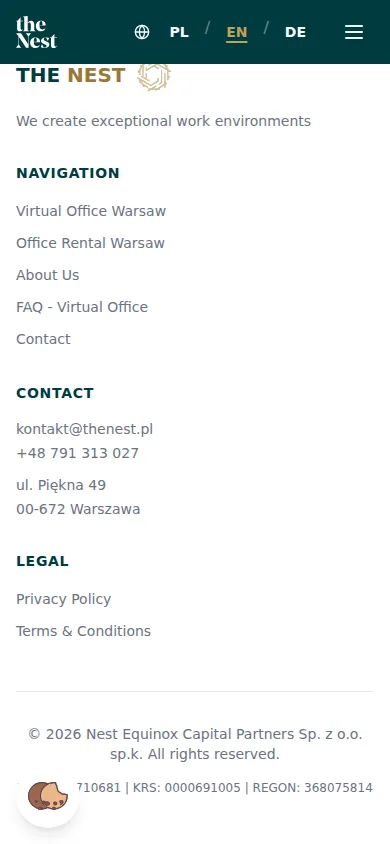 the
Nest
PL / EN / DE
THE NEST
We create exceptional work environments
NAVIGATION
Virtual Office Warsaw
Office Rental Warsaw
About Us
FAQ - Virtual Office
Contact
CONTACT
kontakt@thenest.pl
+48 791 313 027
ul. Piękna 49
00-672 Warszawa
LEGAL
Privacy Policy
Terms & Conditions
© 2026 Nest Equinox Capital Partners Sp. z o.o.
sp.k. All rights reserved.
710681 | KRS: 0000691005 | REGON: 368075814